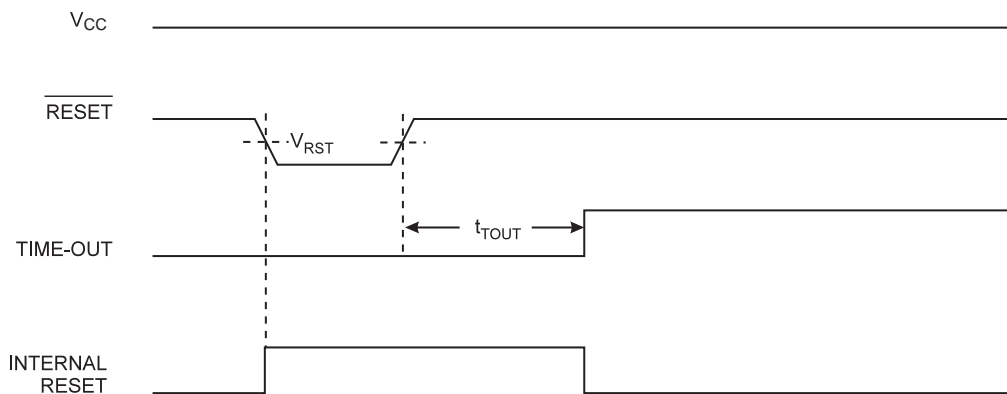 VCC
RESET
VRST
tTOUT
TIME-OUT
INTERNAL
RESET